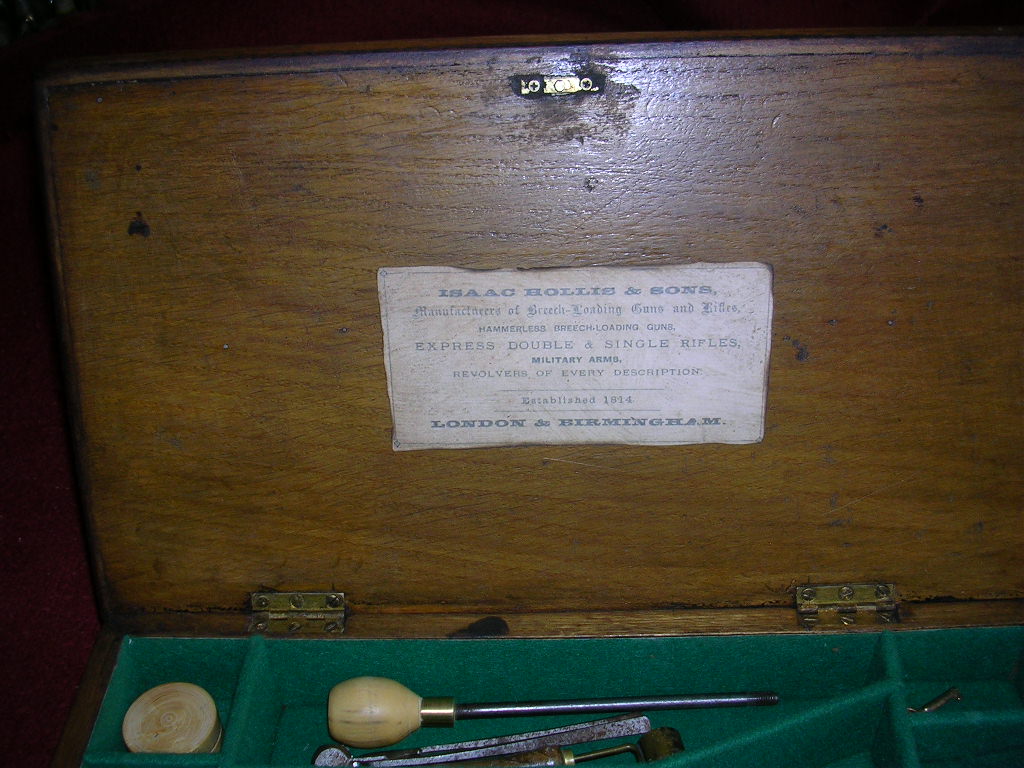 ISAAC HOLLIS & SONS,
Manufacturers of Breech-Loading Guns and Rifles,
HAMMERLESS BREECH-LOADING GUNS,
EXPRESS DOUBLE & SINGLE RIFLES,
MILITARY ARMS,
REVOLVERS OF EVERY DESCRIPTION.
Established 1814.
LONDON & BIRMINGHAM.